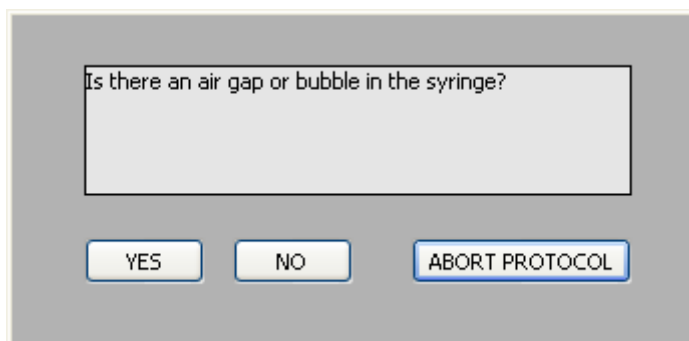 Is there an air gap or bubble in the syringe?
YES NO ABORT PROTOCOL